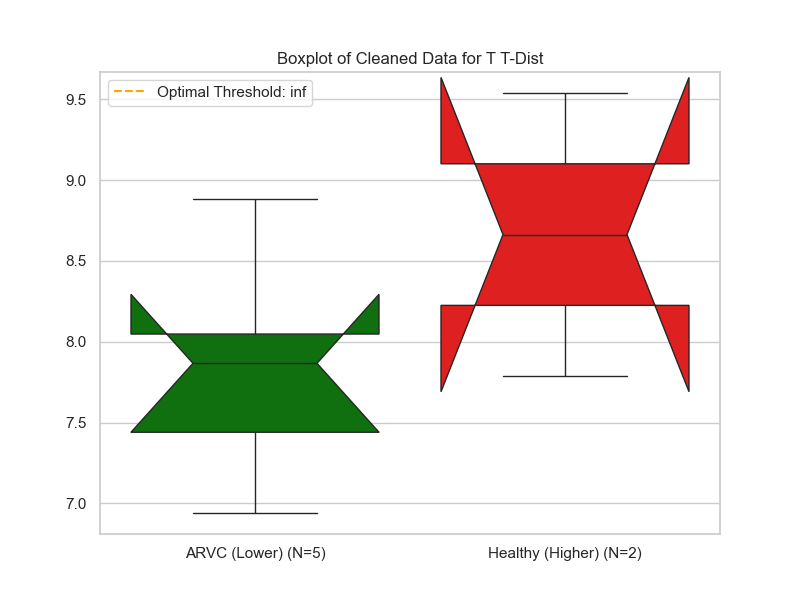 Boxplot of Cleaned Data for T T-Dist
Optimal Threshold: inf
9.5
9.0
8.5
8.0
7.5
7.0
ARVC (Lower) (N=5)
Healthy (Higher) (N=2)